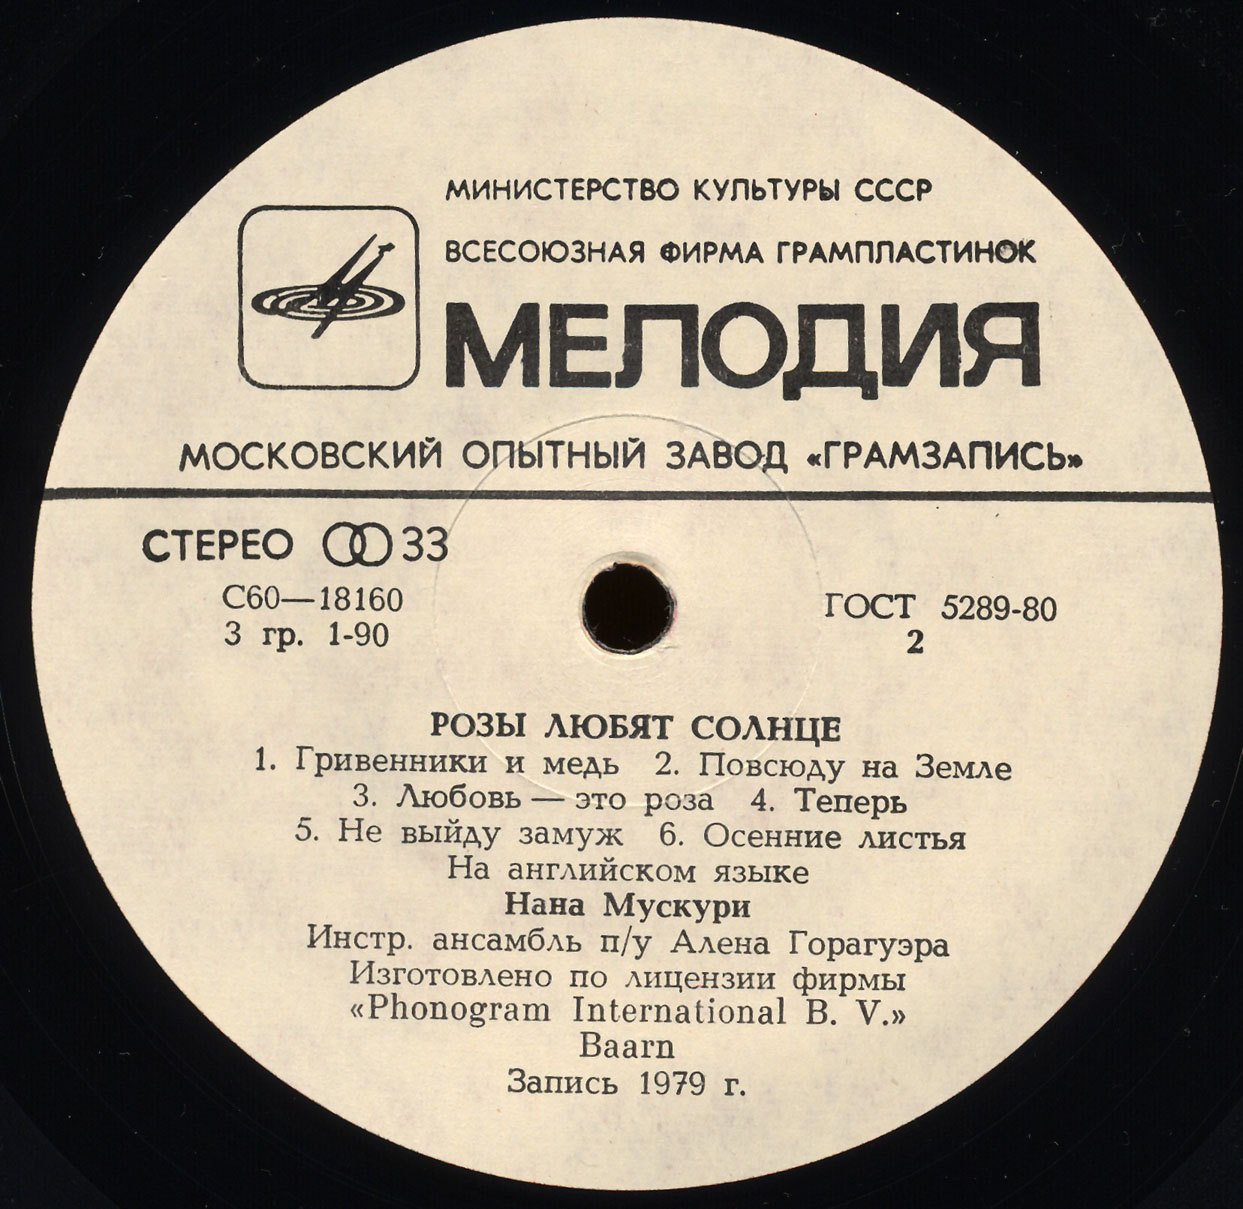 МИНИСТЕРСТВО КУЛЬТУРЫ СССР
ВСЕСОЮЗНАЯ ФИРМА ГРАМПЛАСТИНОК
МЕЛОДИЯ
МОСКОВСКИЙ ОПЫТНЫЙ ЗАВОД «ГРАМЗАПИСЬ»
СТЕРЕО 33
С60—18160
3 гр. 1-90
ГОСТ 5289-80
2
РОЗЫ ЛЮБЯТ СОЛНЦЕ
1. Гривенники и медь 2. Повсюду на Земле
3. Любовь — это роза 4. Теперь
5. Не выйду замуж 6. Осенние листья
На английском языке
Нана Мускури
Инстр. ансамбль п/у Алена Горагуэра
Изготовлено по лицензии фирмы
«Phonogram International B. V.»
Baarn
Запись 1979 г.